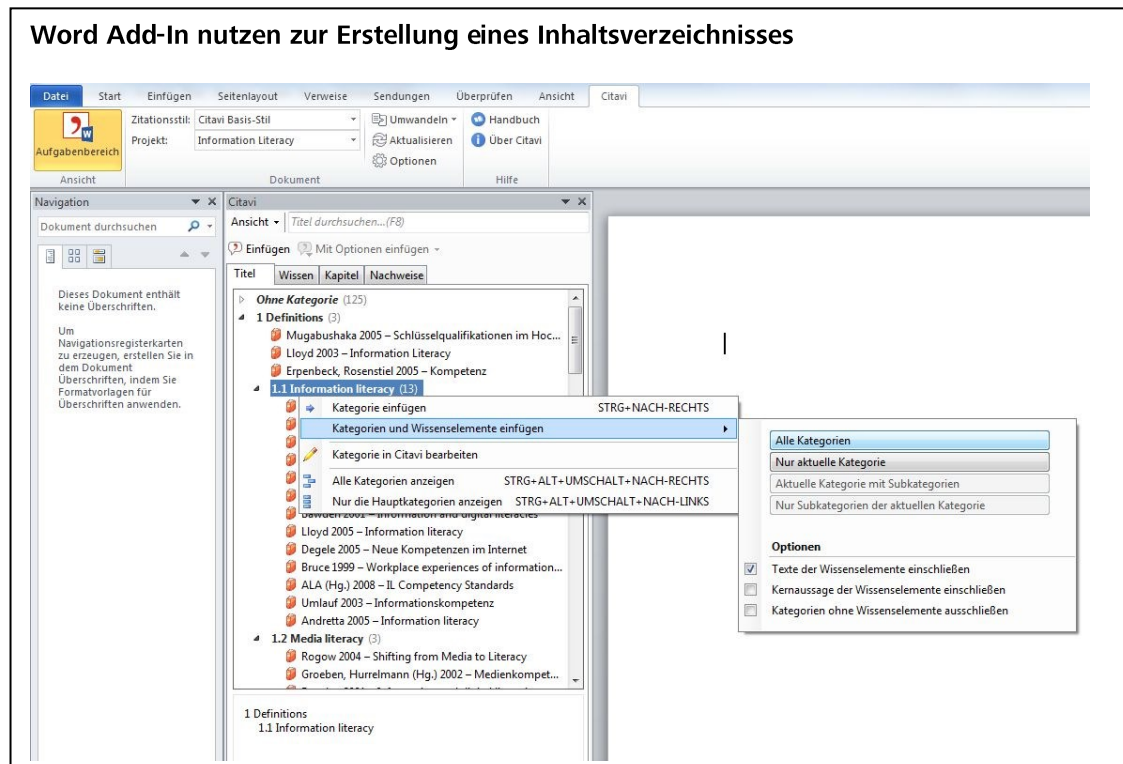 Word Add-In nutzen zur Erstellung eines Inhaltsverzeichnisses
Datei Start Einfügen Seitenlayout Verweise Sendungen Überprüfen Ansicht Citavi
Aufgabenbereich
Ansicht
Zitationsstil: Citavi Basis-Stil
Projekt: Information Literacy
Umwandeln
Aktualisieren
Optionen
Dokument
Handbuch
Über Citavi
Hilfe
Navigation
Dokument durchsuchen
Dieses Dokument enthält
keine Überschriften.
Um
Navigationsregisterkarten
zu erzeugen, erstellen Sie in
dem Dokument
Überschriften, indem Sie
Formatvorlagen für
Überschriften anwenden.
Citavi
Ansicht Titel durchsuchen...(F8)
Einfügen Mit Optionen einfügen
Titel Wissen Kapitel Nachweise
Ohne Kategorie (125)
1 Definitions (3)
Mugabushaka 2005 – Schlüsselqualifikationen im Hoc...
Lloyd 2003 – Information Literacy
Erpenbeck, Rosenstiel 2005 – Kompetenz
1.1 Information literacy (13)
Kategorie einfügen STRG+NACH-RECHTS
Kategorien und Wissenselemente einfügen
Kategorie in Citavi bearbeiten
Alle Kategorien anzeigen STRG+ALT+UMSCHALT+NACH-RECHTS
Nur die Hauptkategorien anzeigen STRG+ALT+UMSCHALT+NACH-LINKS
Alle Kategorien
Nur aktuelle Kategorie
Aktuelle Kategorie mit Subkategorien
Nur Subkategorien der aktuellen Kategorie
Optionen
Texte der Wissenselemente einschließen
Kernaussage der Wissenselemente einschließen
Kategorien ohne Wissenselemente ausschließen
Bawden 2001 – Information and digital literacies
Lloyd 2005 – Information literacy
Degele 2005 – Neue Kompetenzen im Internet
Bruce 1999 – Workplace experiences of information...
ALA (Hg.) 2008 – IL Competency Standards
Umlauf 2003 – Informationskompetenz
Andretta 2005 – Information literacy
1.2 Media literacy (3)
Rogow 2004 – Shifting from Media to Literacy
Groeben, Hurrelmann (Hg.) 2002 – Medienkompet...
1 Definitions
1.1 Information literacy